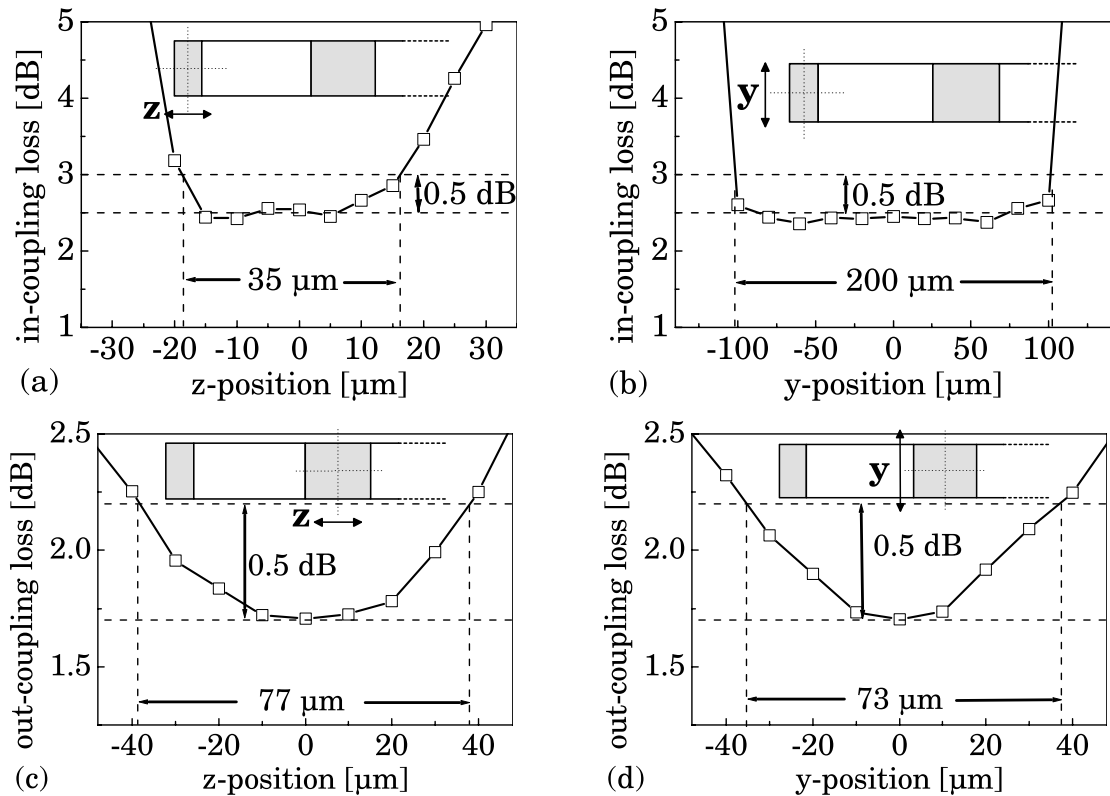 in-coupling loss [dB]
5
4
3
2
1
z
0.5 dB
35 µm
-30 -20 -10 0 10 20 30
z-position [µm]
(a)
in-coupling loss [dB]
5
4
3
2
1
y
0.5 dB
200 µm
-100 -50 0 50 100
y-position [µm]
(b)
out-coupling loss [dB]
2.5
2.0
1.5
z
0.5 dB
77 µm
-40 -20 0 20 40
z-position [µm]
(c)
out-coupling loss [dB]
2.5
2.0
1.5
y
0.5 dB
73 µm
-40 -20 0 20 40
y-position [µm]
(d)